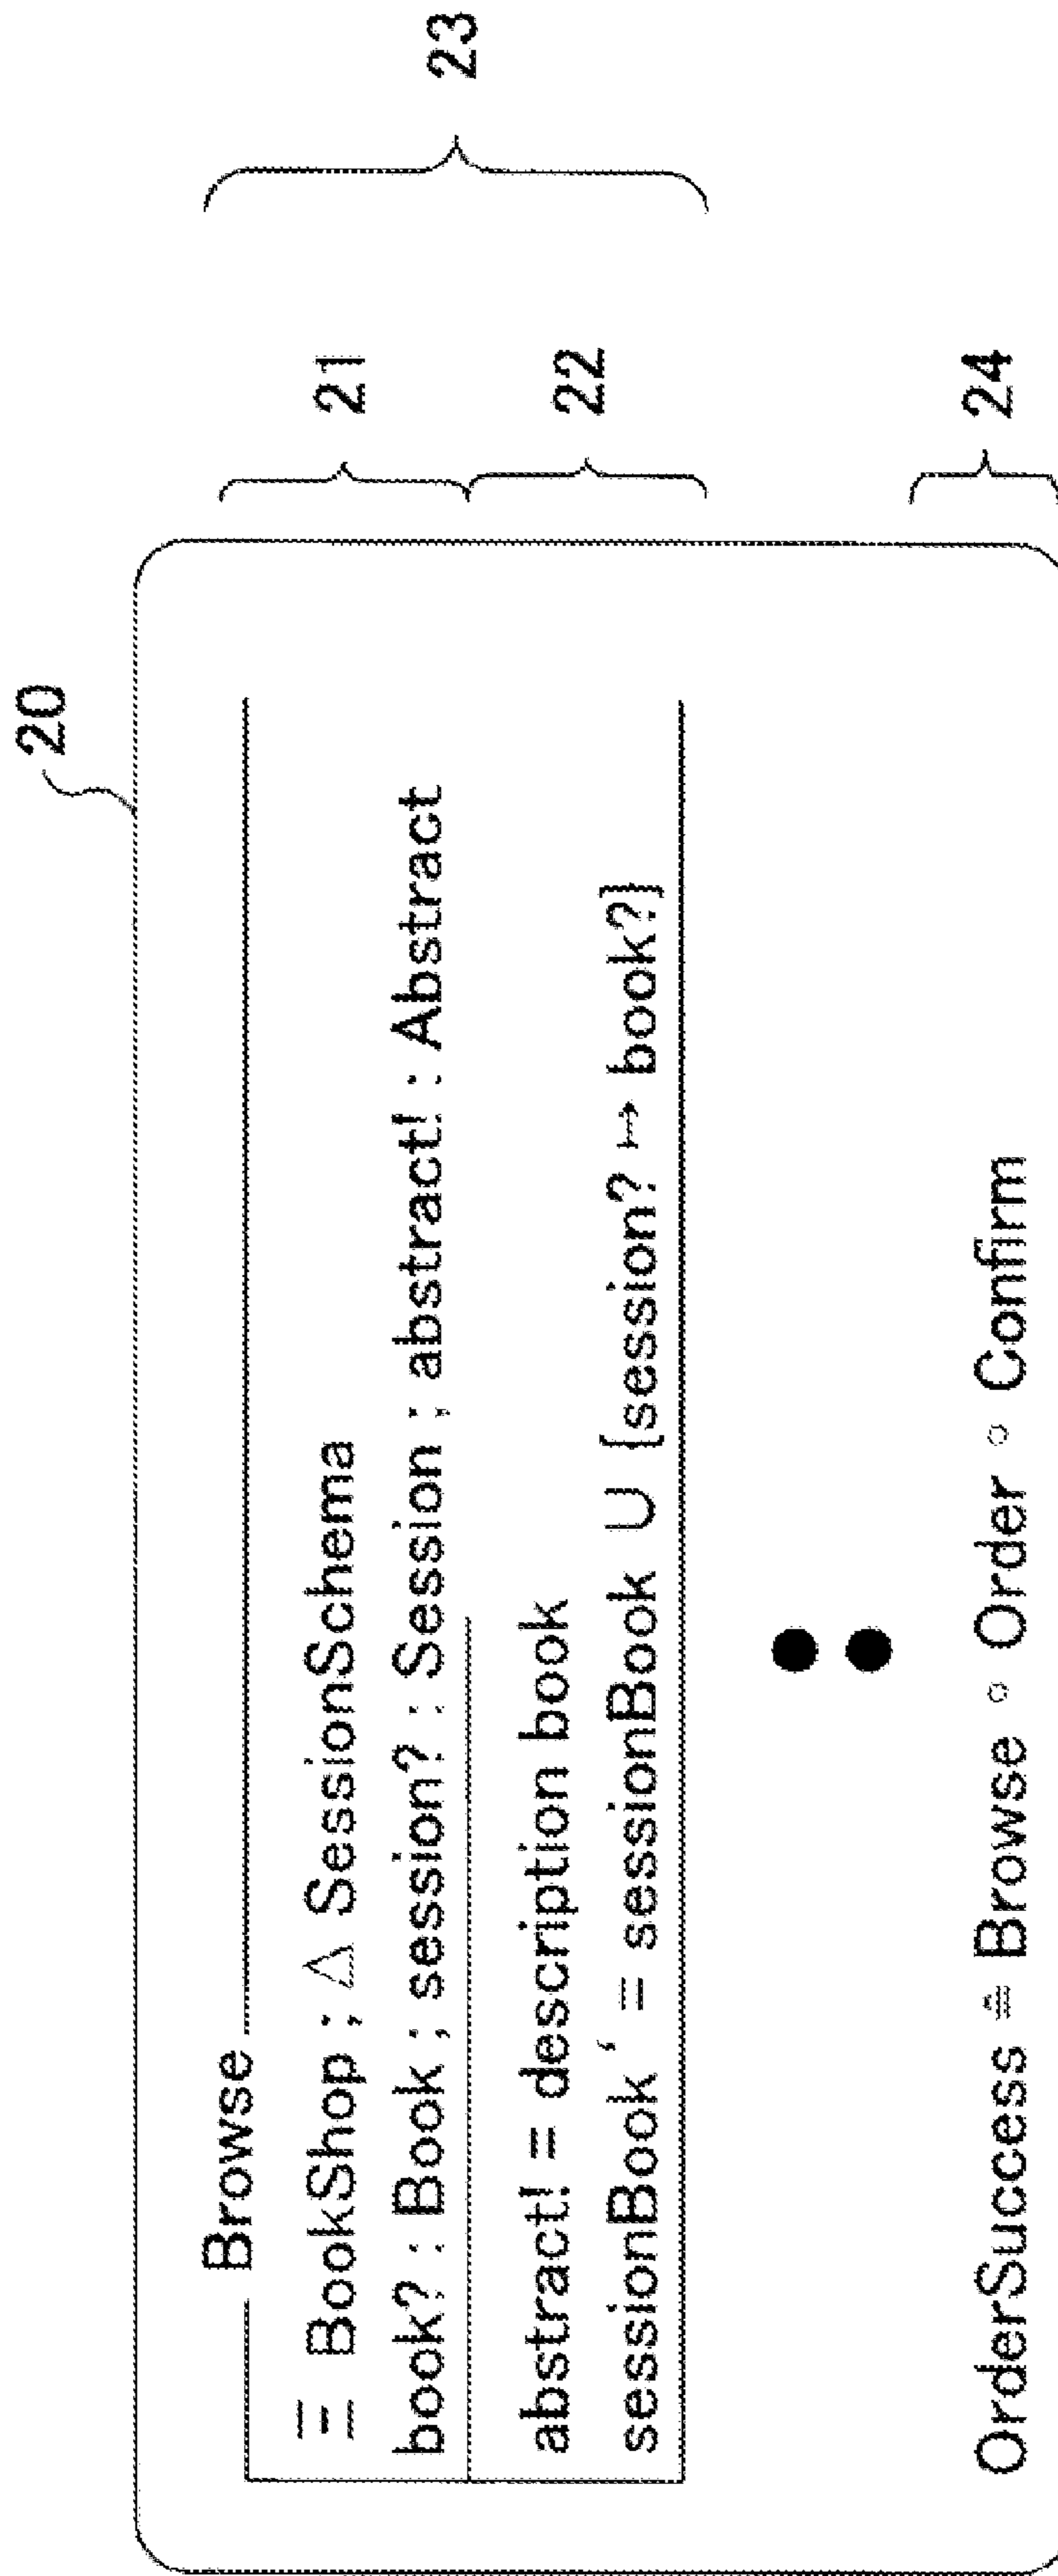 20
Browse
Ξ BookShop ; Δ SessionSchema
book? : Book ; session? : Session ; abstract! : Abstract
21
abstract! = description book
sessionBook ‘ = sessionBook ∪ {session? ↦ book?}
22
23
OrderSuccess ≙ Browse ∘ Order ∘ Confirm
24